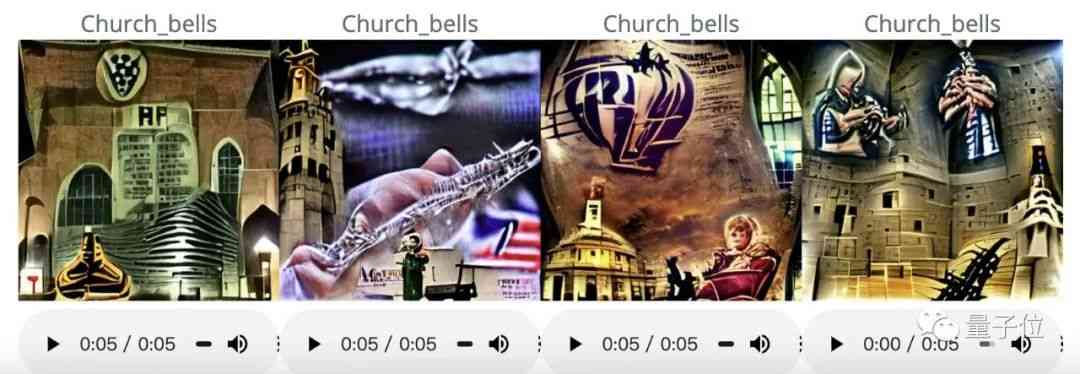 Church_bells Church_bells Church_bells Church_bells
AF
0:05 / 0:05 0:05 / 0:05 0:05 / 0:05 0:00 / 0:05
量子位